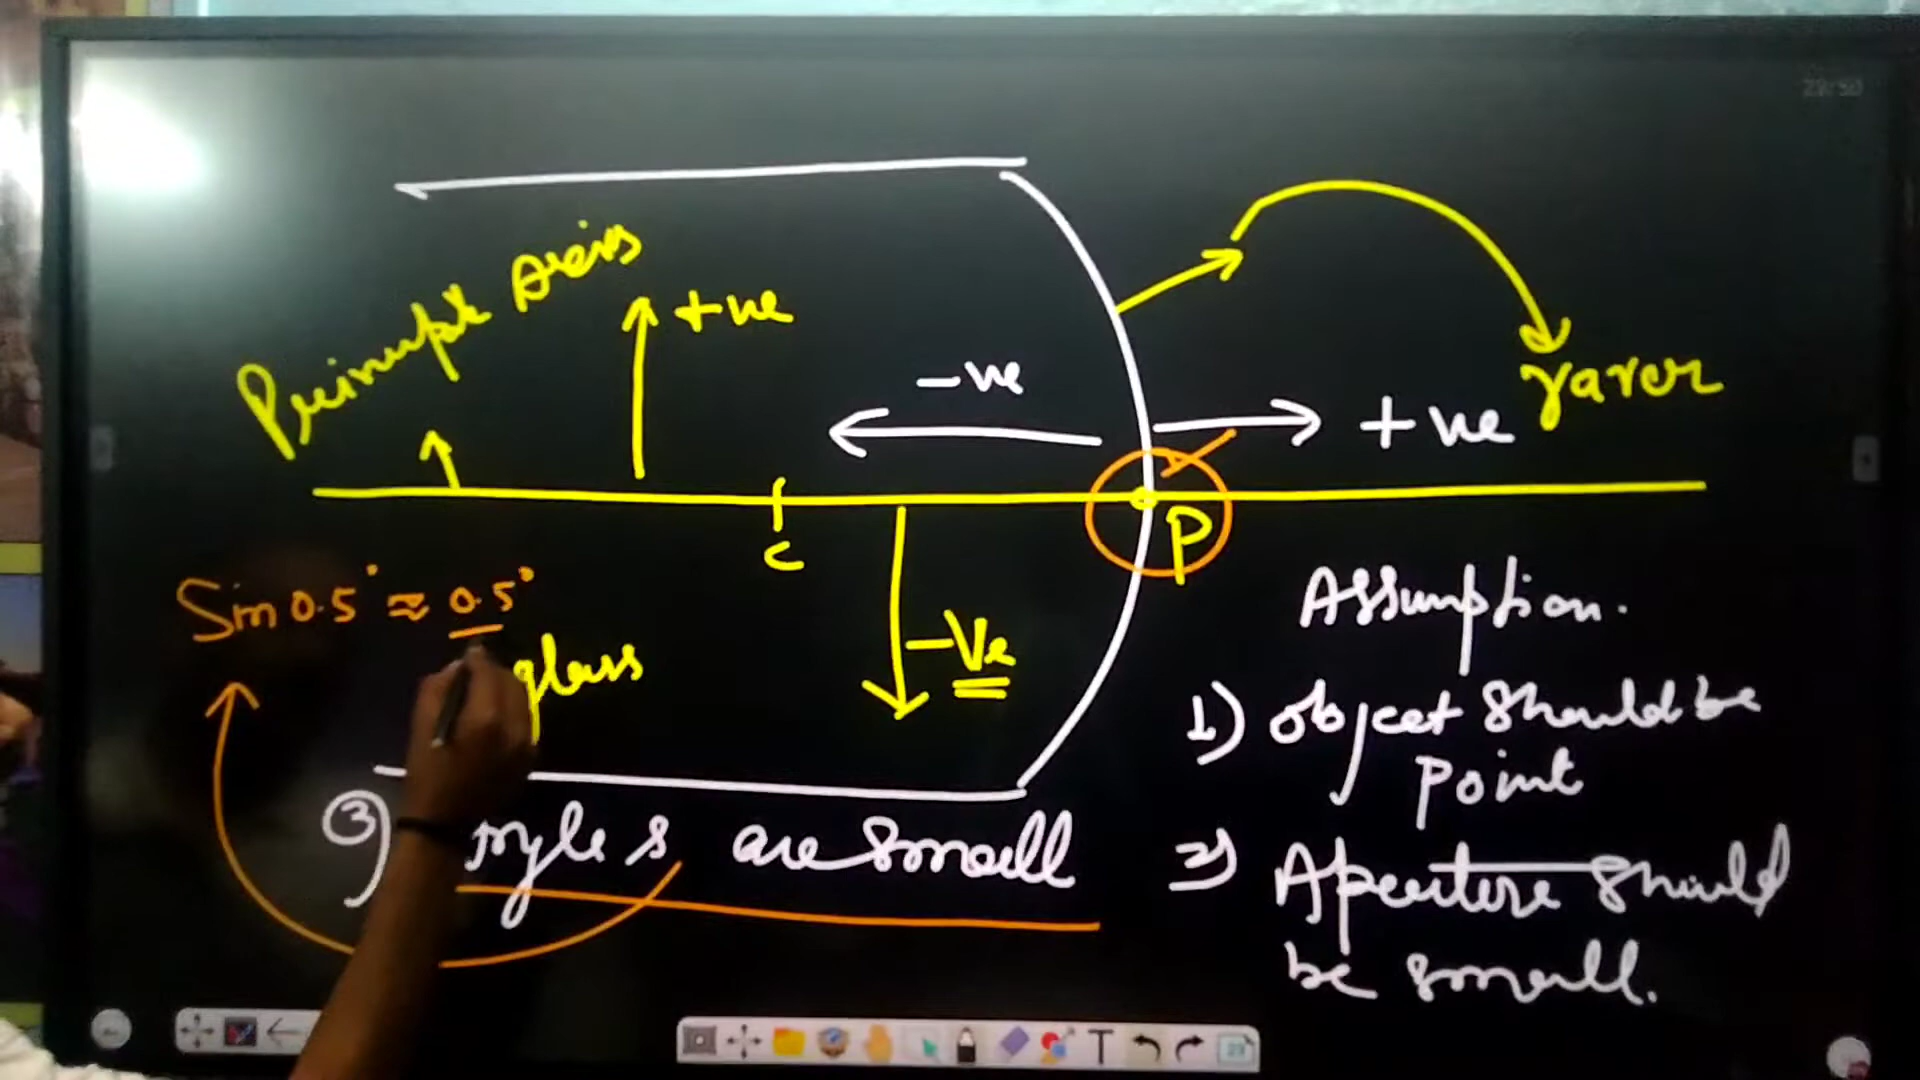 Principle Axis
+ve
-ve
+ve
rarer
C
P
Sin 0.5° ≈ 0.5°
glass
-Ve
Assumption.
1) Object should be
point
2) Aperture should
be small.
3) are small
T